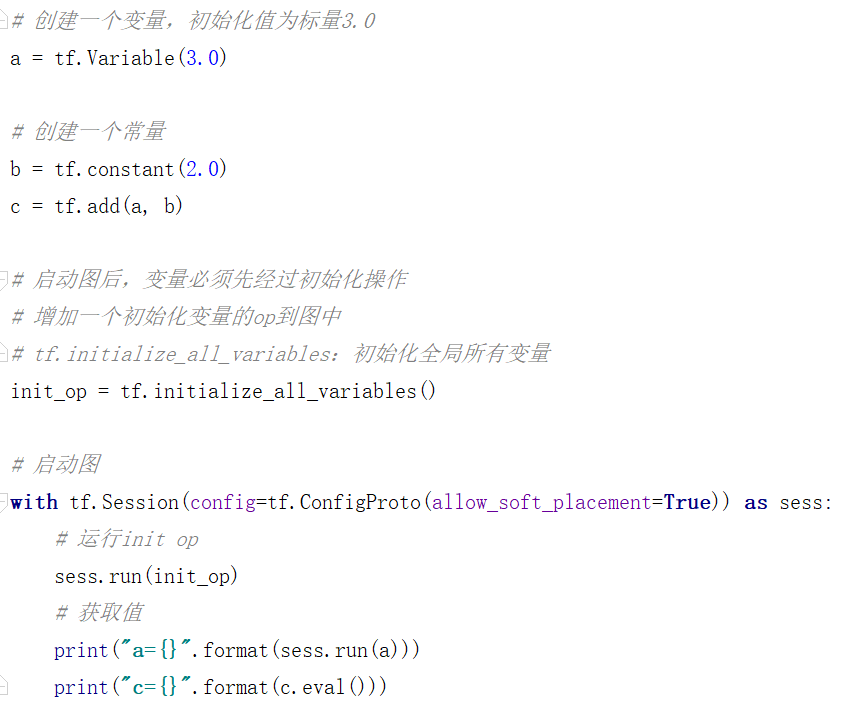 # 创建一个变量，初始化值为标量3.0
a = tf.Variable(3.0)
# 创建一个常量
b = tf.constant(2.0)
c = tf.add(a, b)
# 启动图后，变量必须先经过初始化操作
# 增加一个初始化变量的op到图中
# tf.initialize_all_variables：初始化全局所有变量
init_op = tf.initialize_all_variables()
# 启动图
with tf.Session(config=tf.ConfigProto(allow_soft_placement=True)) as sess:
    # 运行init op
    sess.run(init_op)
    # 获取值
    print("a={}".format(sess.run(a)))
    print("c={}".format(c.eval()))